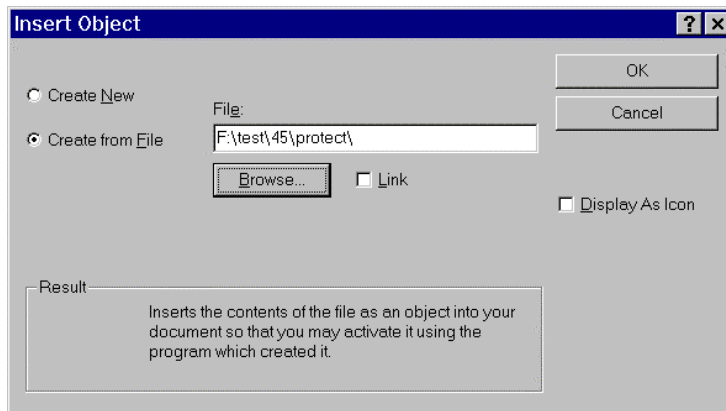 Insert Object
? ×
OK
Create New
File:
Cancel
Create from File
F:\test\45\protect\
Browse...
Link
Display As Icon
Result
Inserts the contents of the file as an object into your
document so that you may activate it using the
program which created it.